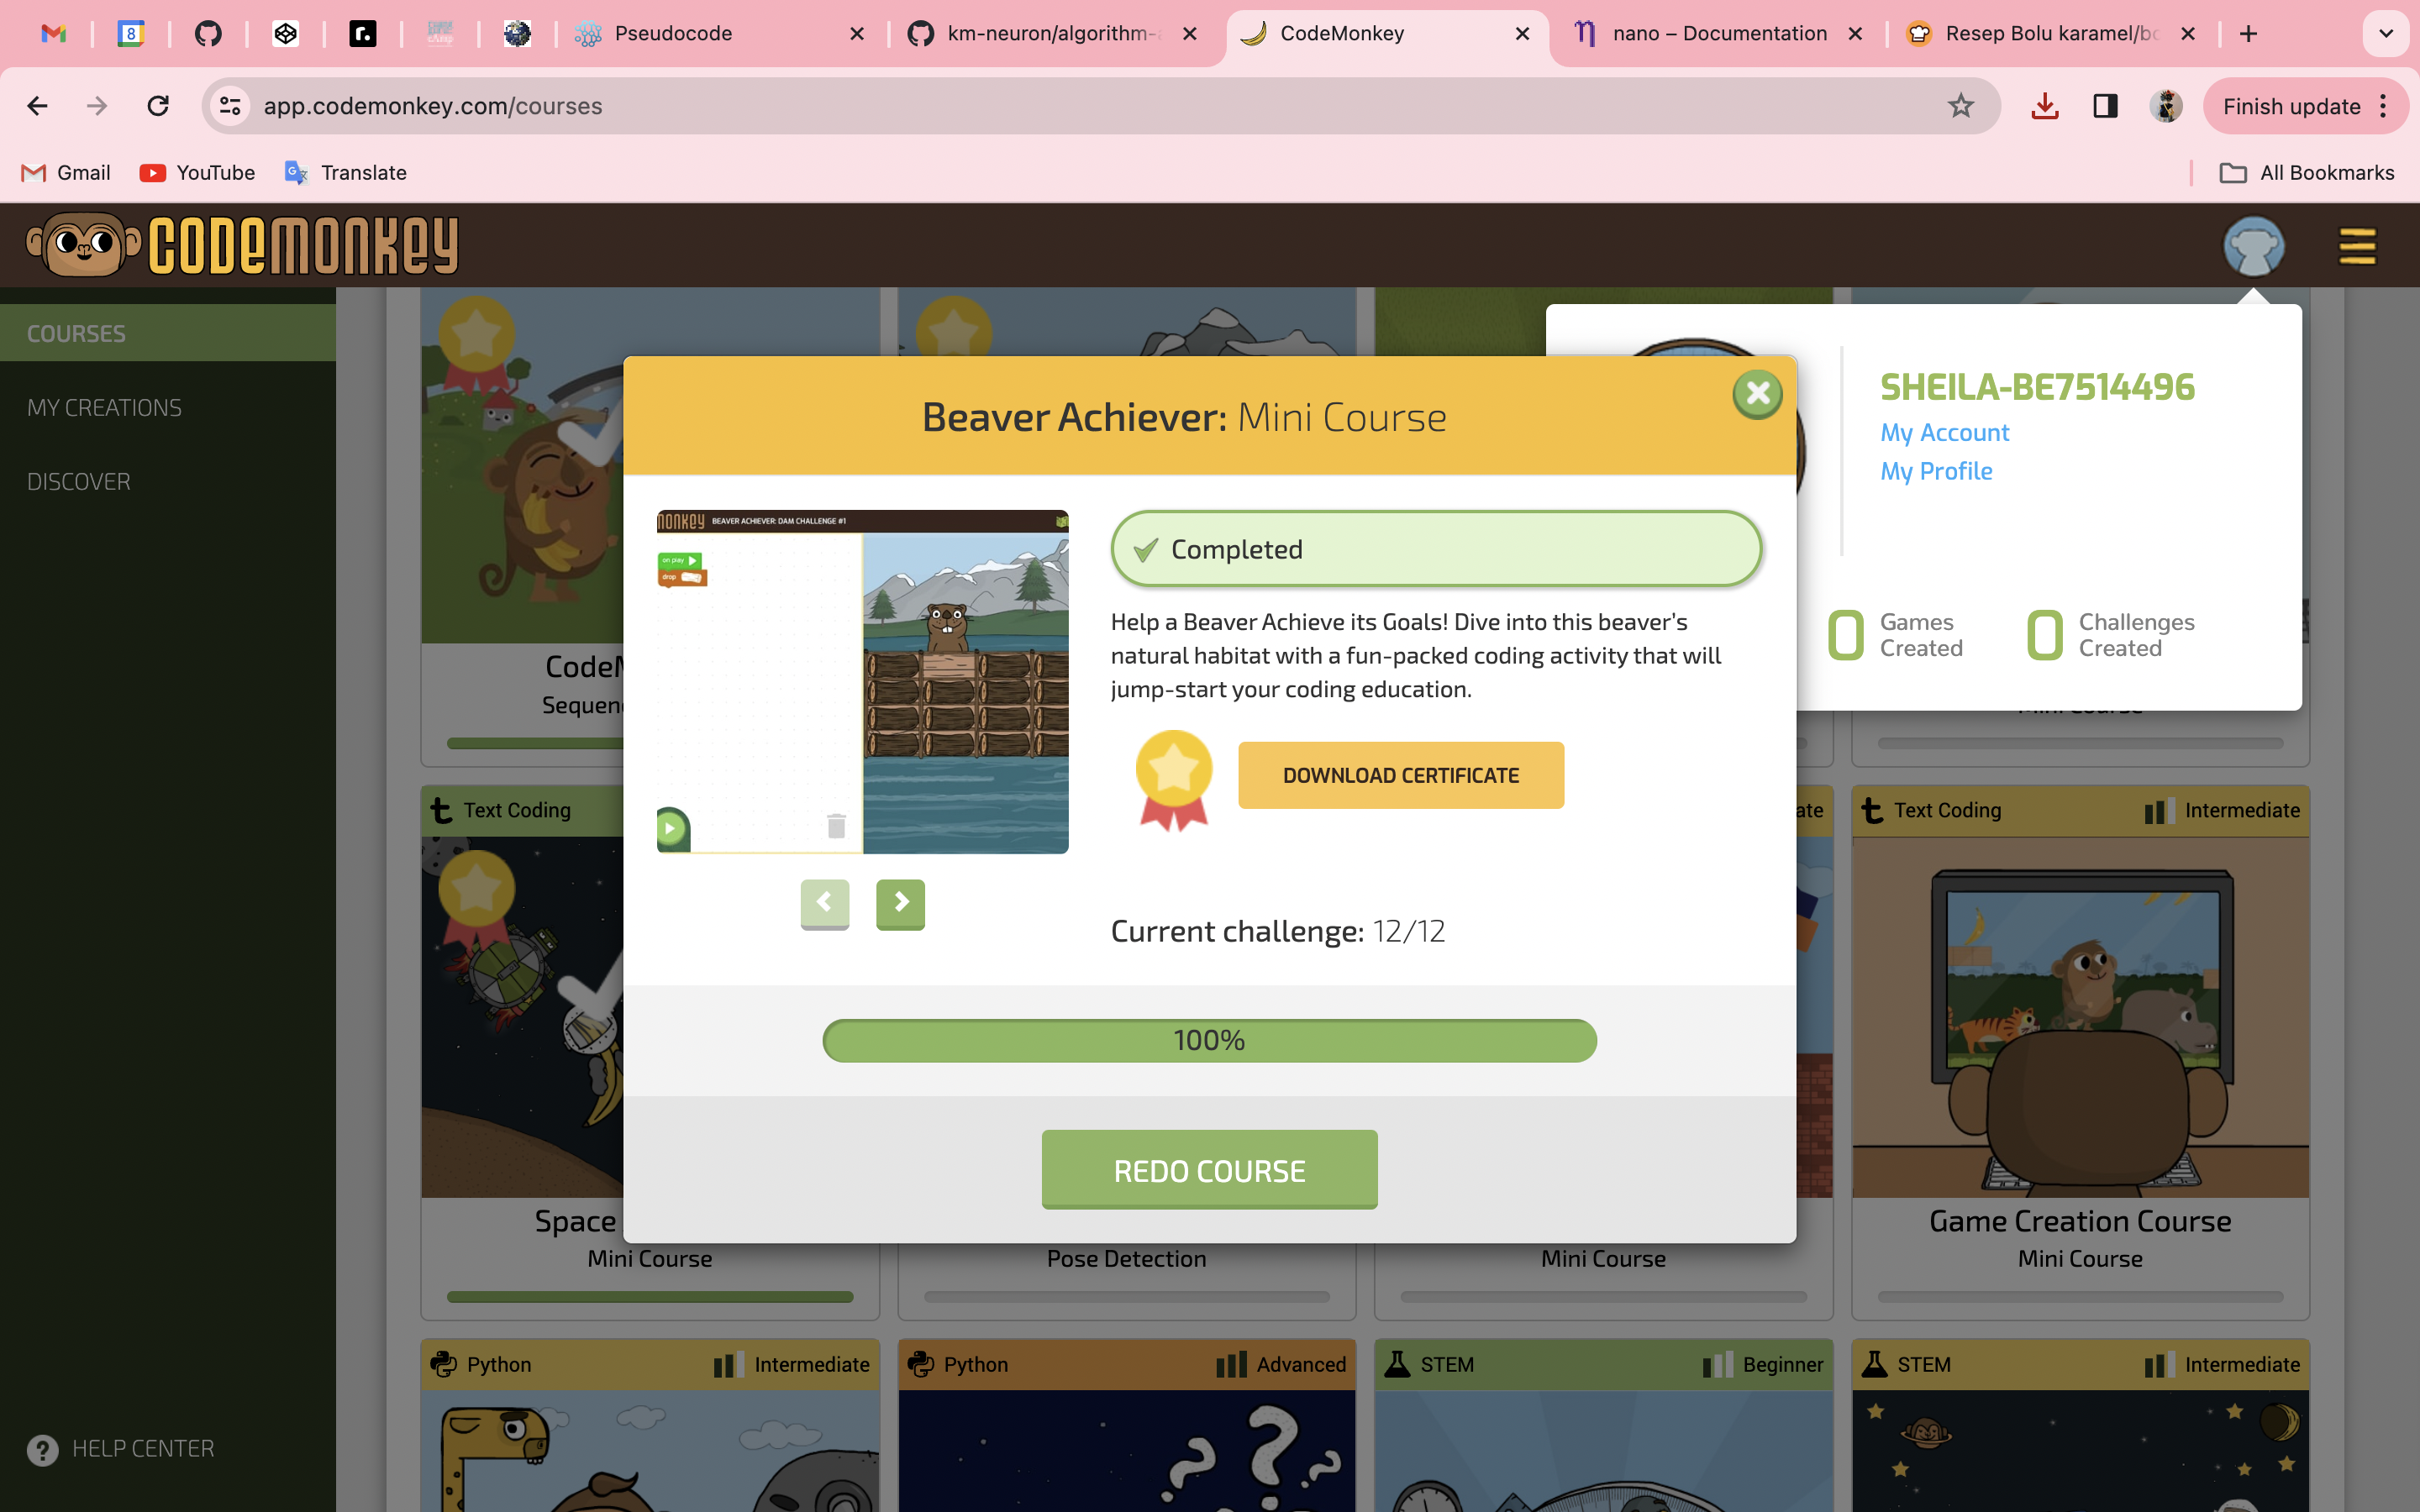 8
Pseudocode
km-neuron/algorithm-
CodeMonkey
nano – Documentation
Resep Bolu karamel/bo
app.codemonkey.com/courses
Finish update
Gmail
YouTube
Translate
All Bookmarks
CODEMONKEY
COURSES
MY CREATIONS
DISCOVER
HELP CENTER
SHEILA-BE7514496
My Account
My Profile
0 Games Created
0 Challenges Created
Beaver Achiever: Mini Course
MONKEY BEAVER ACHIEVER: DAM CHALLENGE #1
on play
drop
Completed
Help a Beaver Achieve its Goals! Dive into this beaver's
natural habitat with a fun-packed coding activity that will
jump-start your coding education.
DOWNLOAD CERTIFICATE
Current challenge: 12/12
100%
REDO COURSE
Text Coding
Text Coding
Intermediate
Space
Mini Course
Pose Detection
Mini Course
Game Creation Course
Mini Course
Python
Intermediate
Python
Advanced
STEM
Beginner
STEM
Intermediate